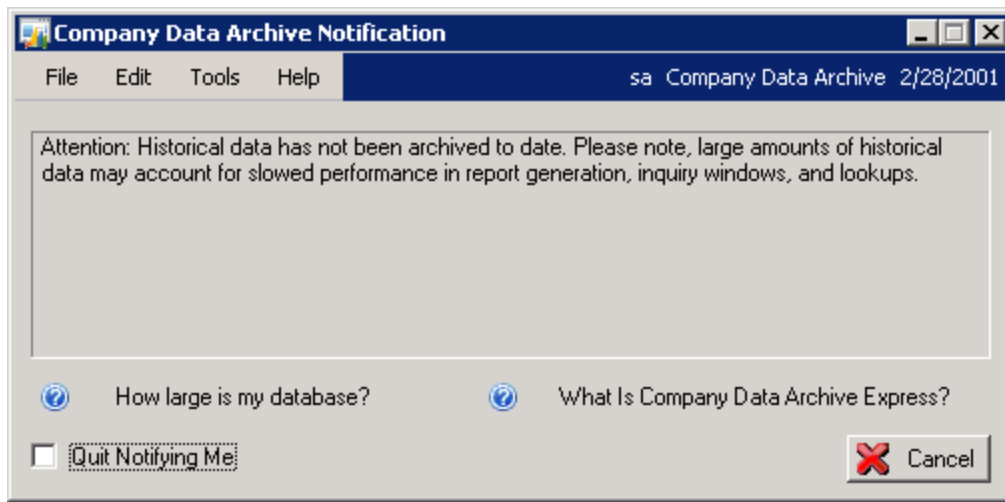 Company Data Archive Notification
File Edit Tools Help sa Company Data Archive 2/28/2001
Attention: Historical data has not been archived to date. Please note, large amounts of historical
data may account for slowed performance in report generation, inquiry windows, and lookups.
How large is my database? What Is Company Data Archive Express?
Quit Notifying Me Cancel